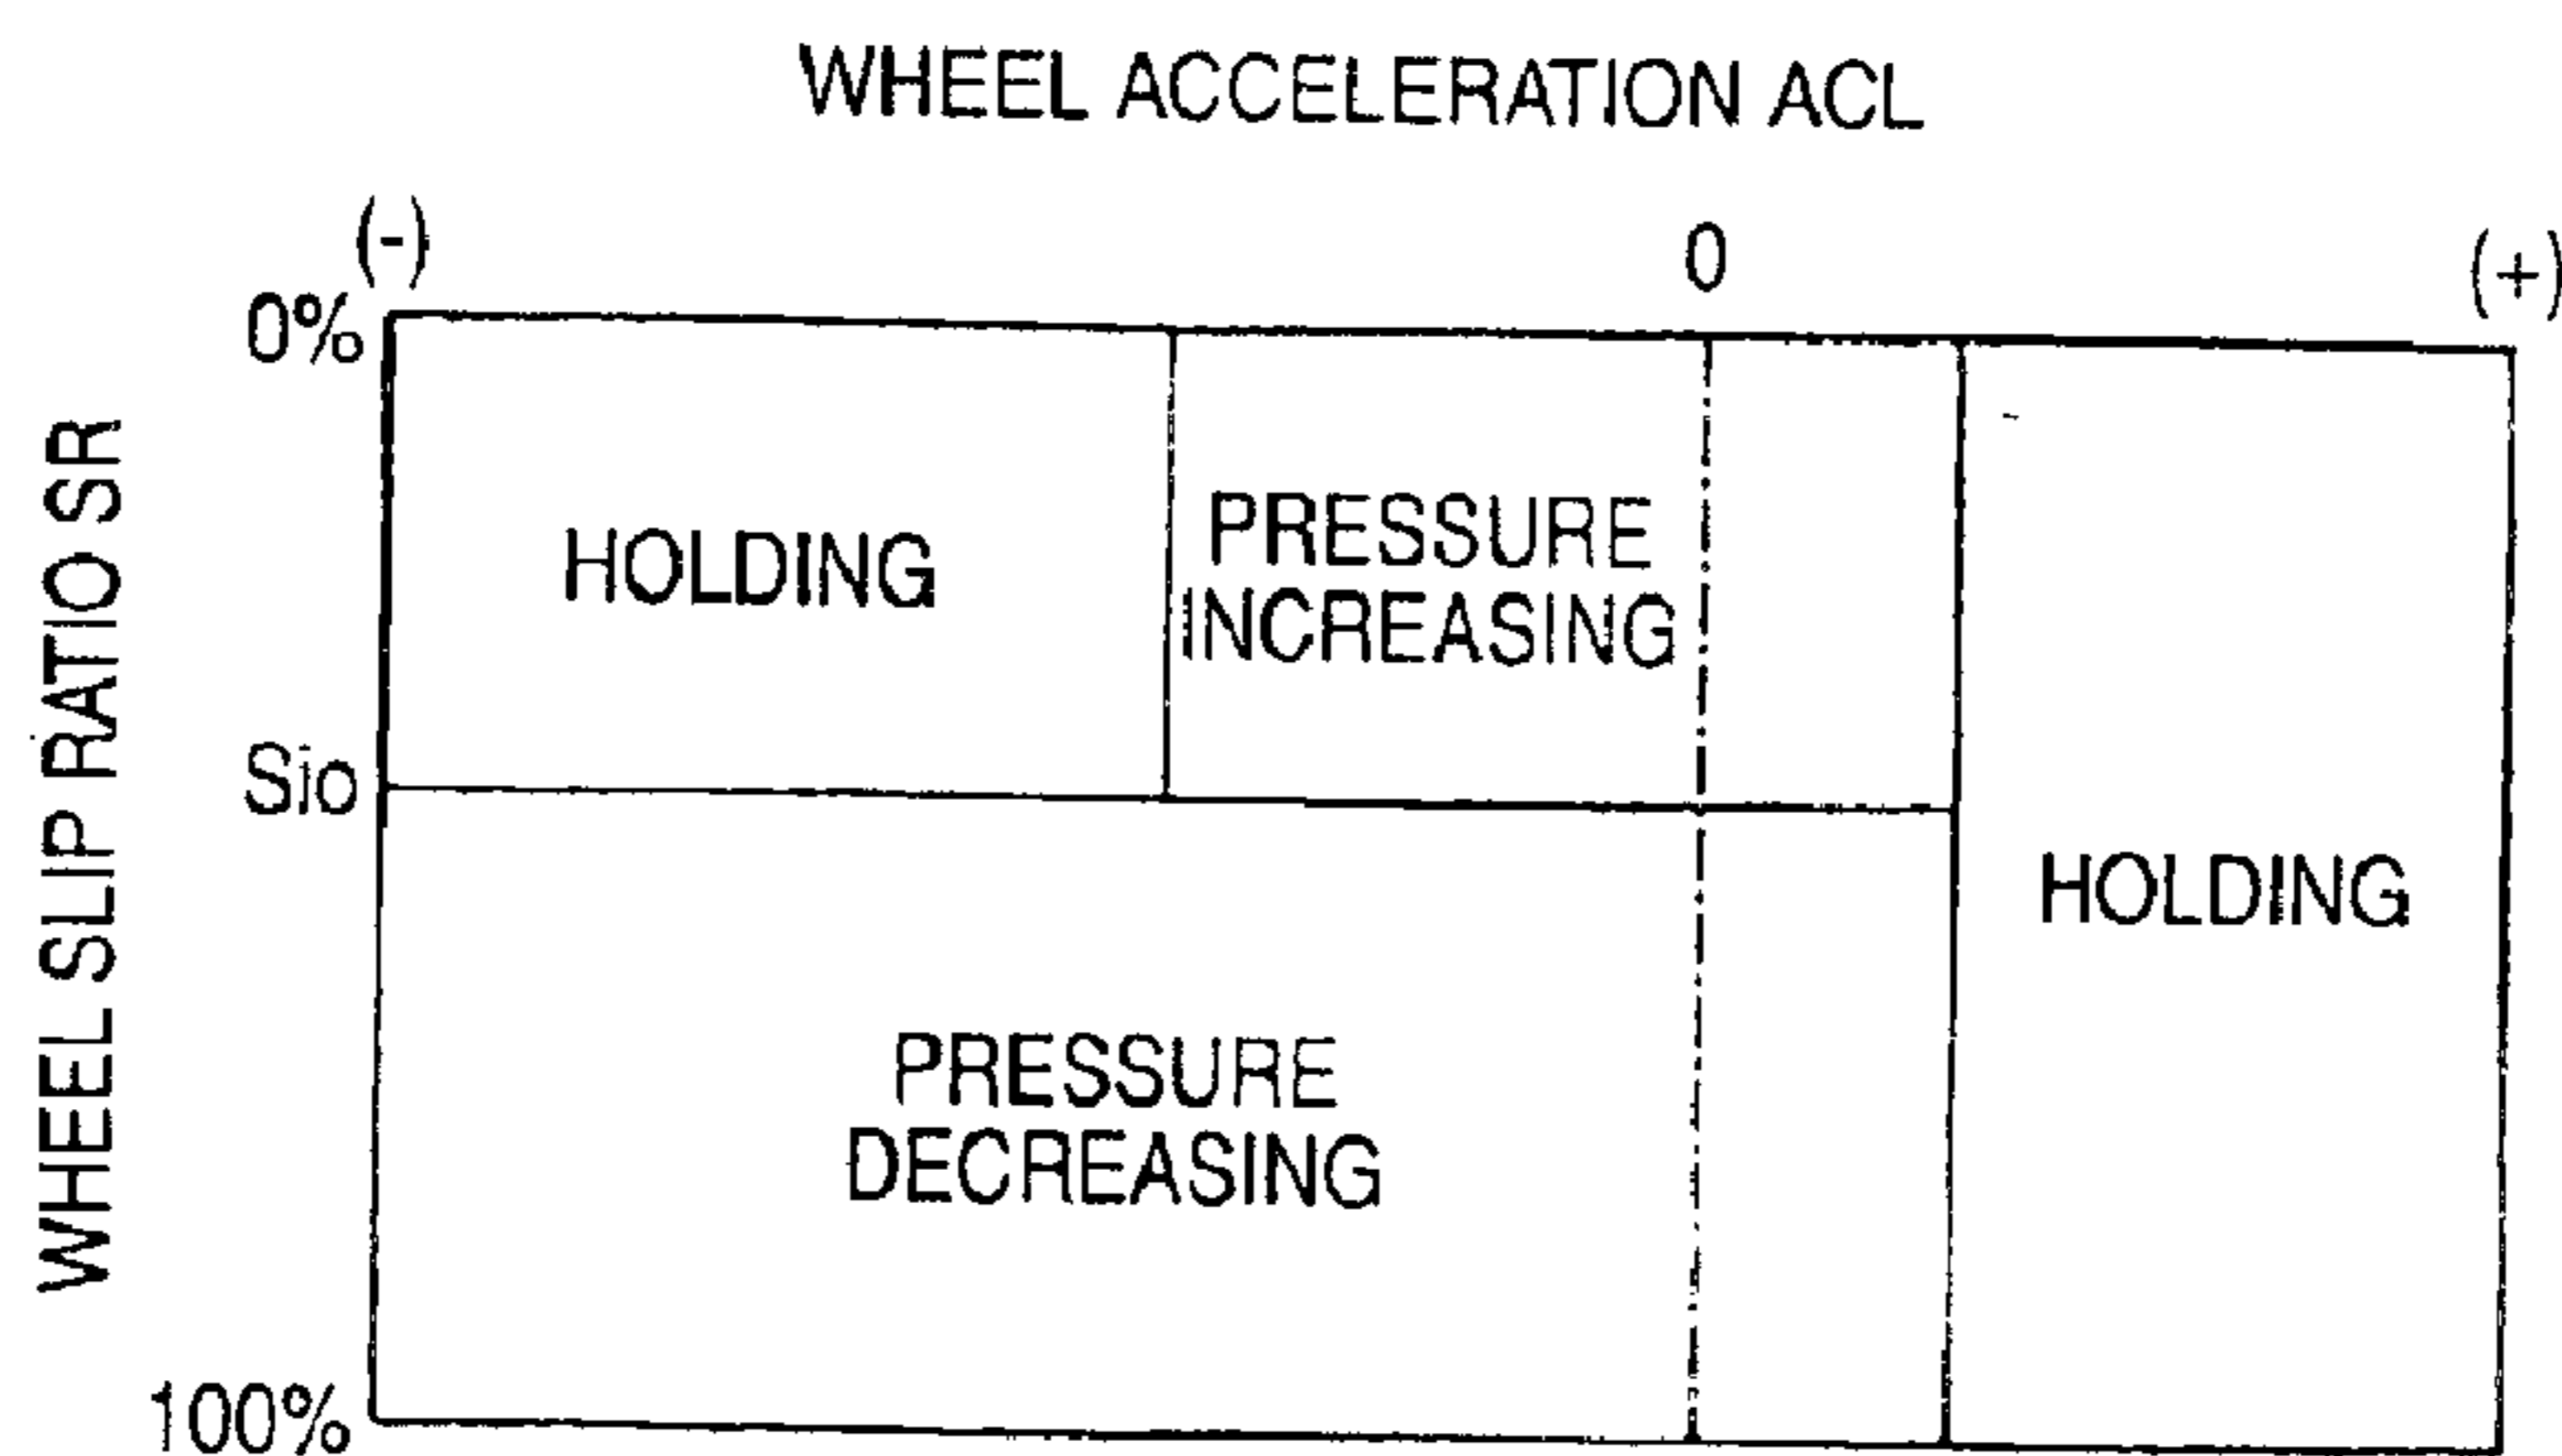 WHEEL ACCELERATION ACL
(-)
0
(+)
0%
WHEEL SLIP RATIO SR
HOLDING
PRESSURE
INCREASING
Sio
HOLDING
PRESSURE
DECREASING
100%